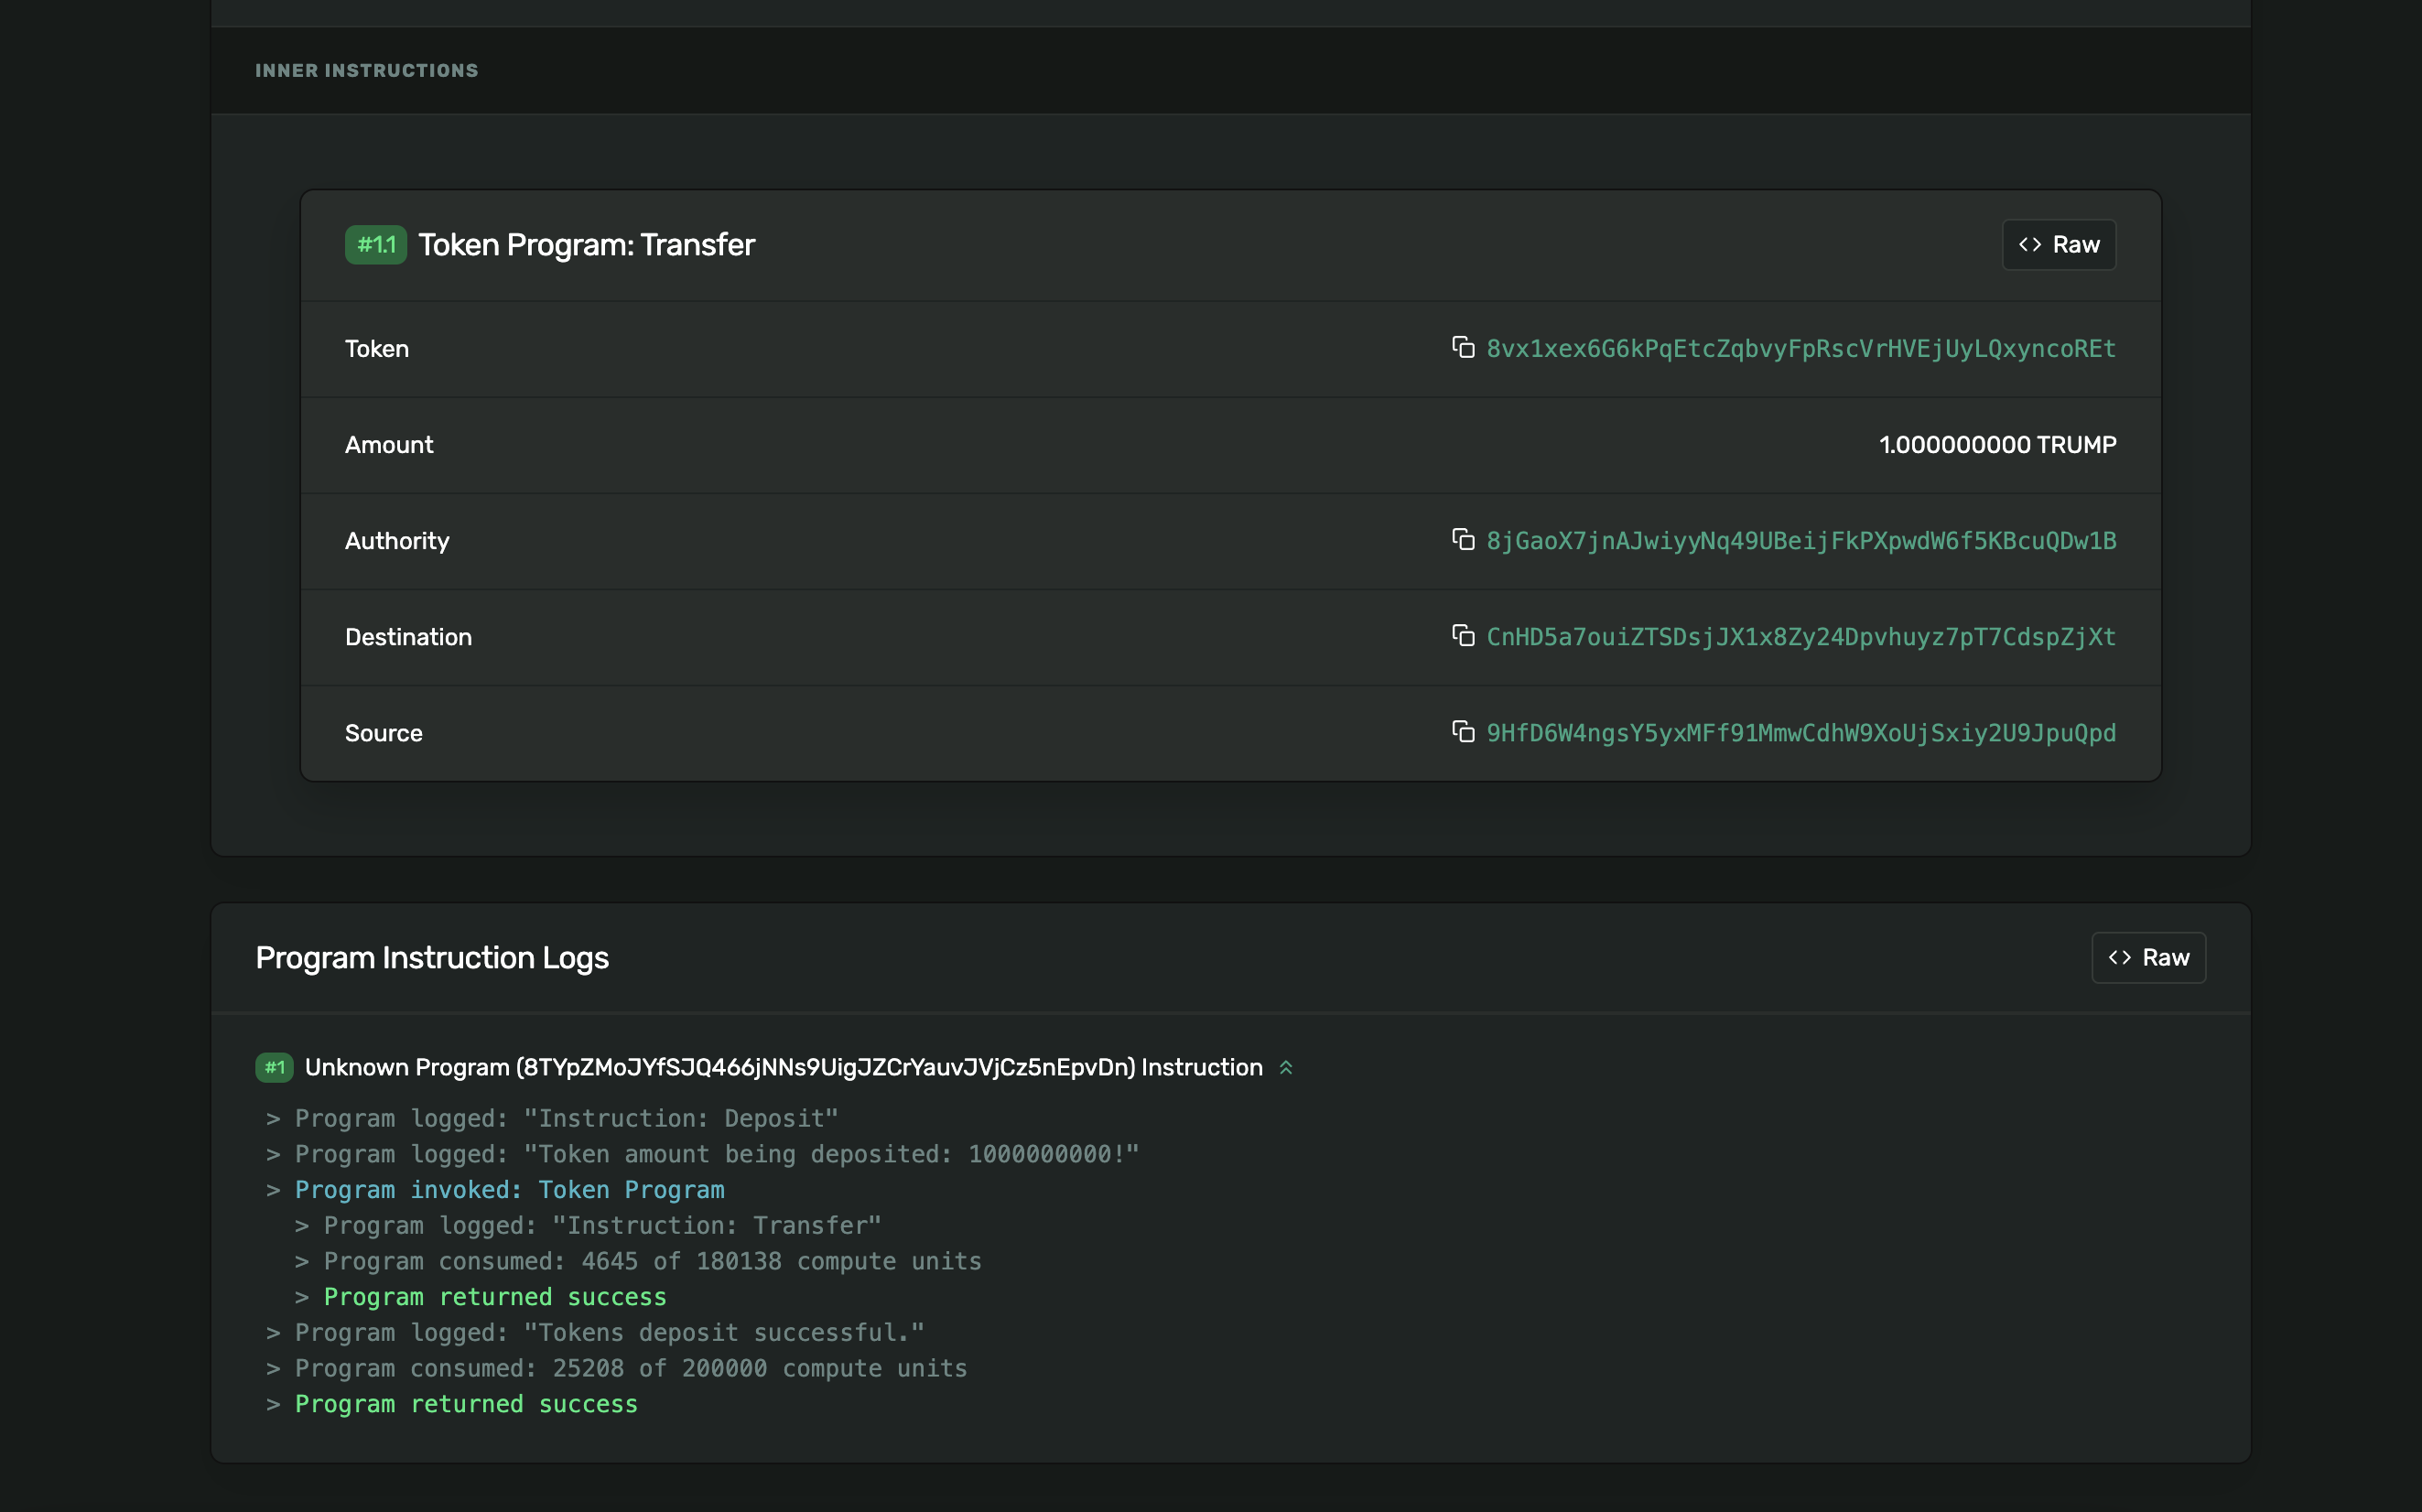 INNER INSTRUCTIONS
#1.1 Token Program: Transfer
Raw
Token
8vx1xex6G6kPqEtcZqbvyFpRscVrHVEjUyLQxyncoREt
Amount
1.000000000 TRUMP
Authority
8jGaoX7jnAJwiyyNq49UBeijFkPXpwdW6f5KBcuQDw1B
Destination
CnHD5a7ouiZTSDsjJX1x8Zy24Dpvhuyz7pT7CdspZjXt
Source
9HfD6W4ngsY5yxMFf91MmwCdhW9XoUjSxiy2U9JpuQpd
Program Instruction Logs
Raw
#1 Unknown Program (8TYpZMoJYfSJQ466jNNs9UigJZCrYauvJVjCz5nEpvDn) Instruction
> Program logged: "Instruction: Deposit"
> Program logged: "Token amount being deposited: 1000000000!"
> Program invoked: Token Program
> Program logged: "Instruction: Transfer"
> Program consumed: 4645 of 180138 compute units
> Program returned success
> Program logged: "Tokens deposit successful."
> Program consumed: 25208 of 200000 compute units
> Program returned success